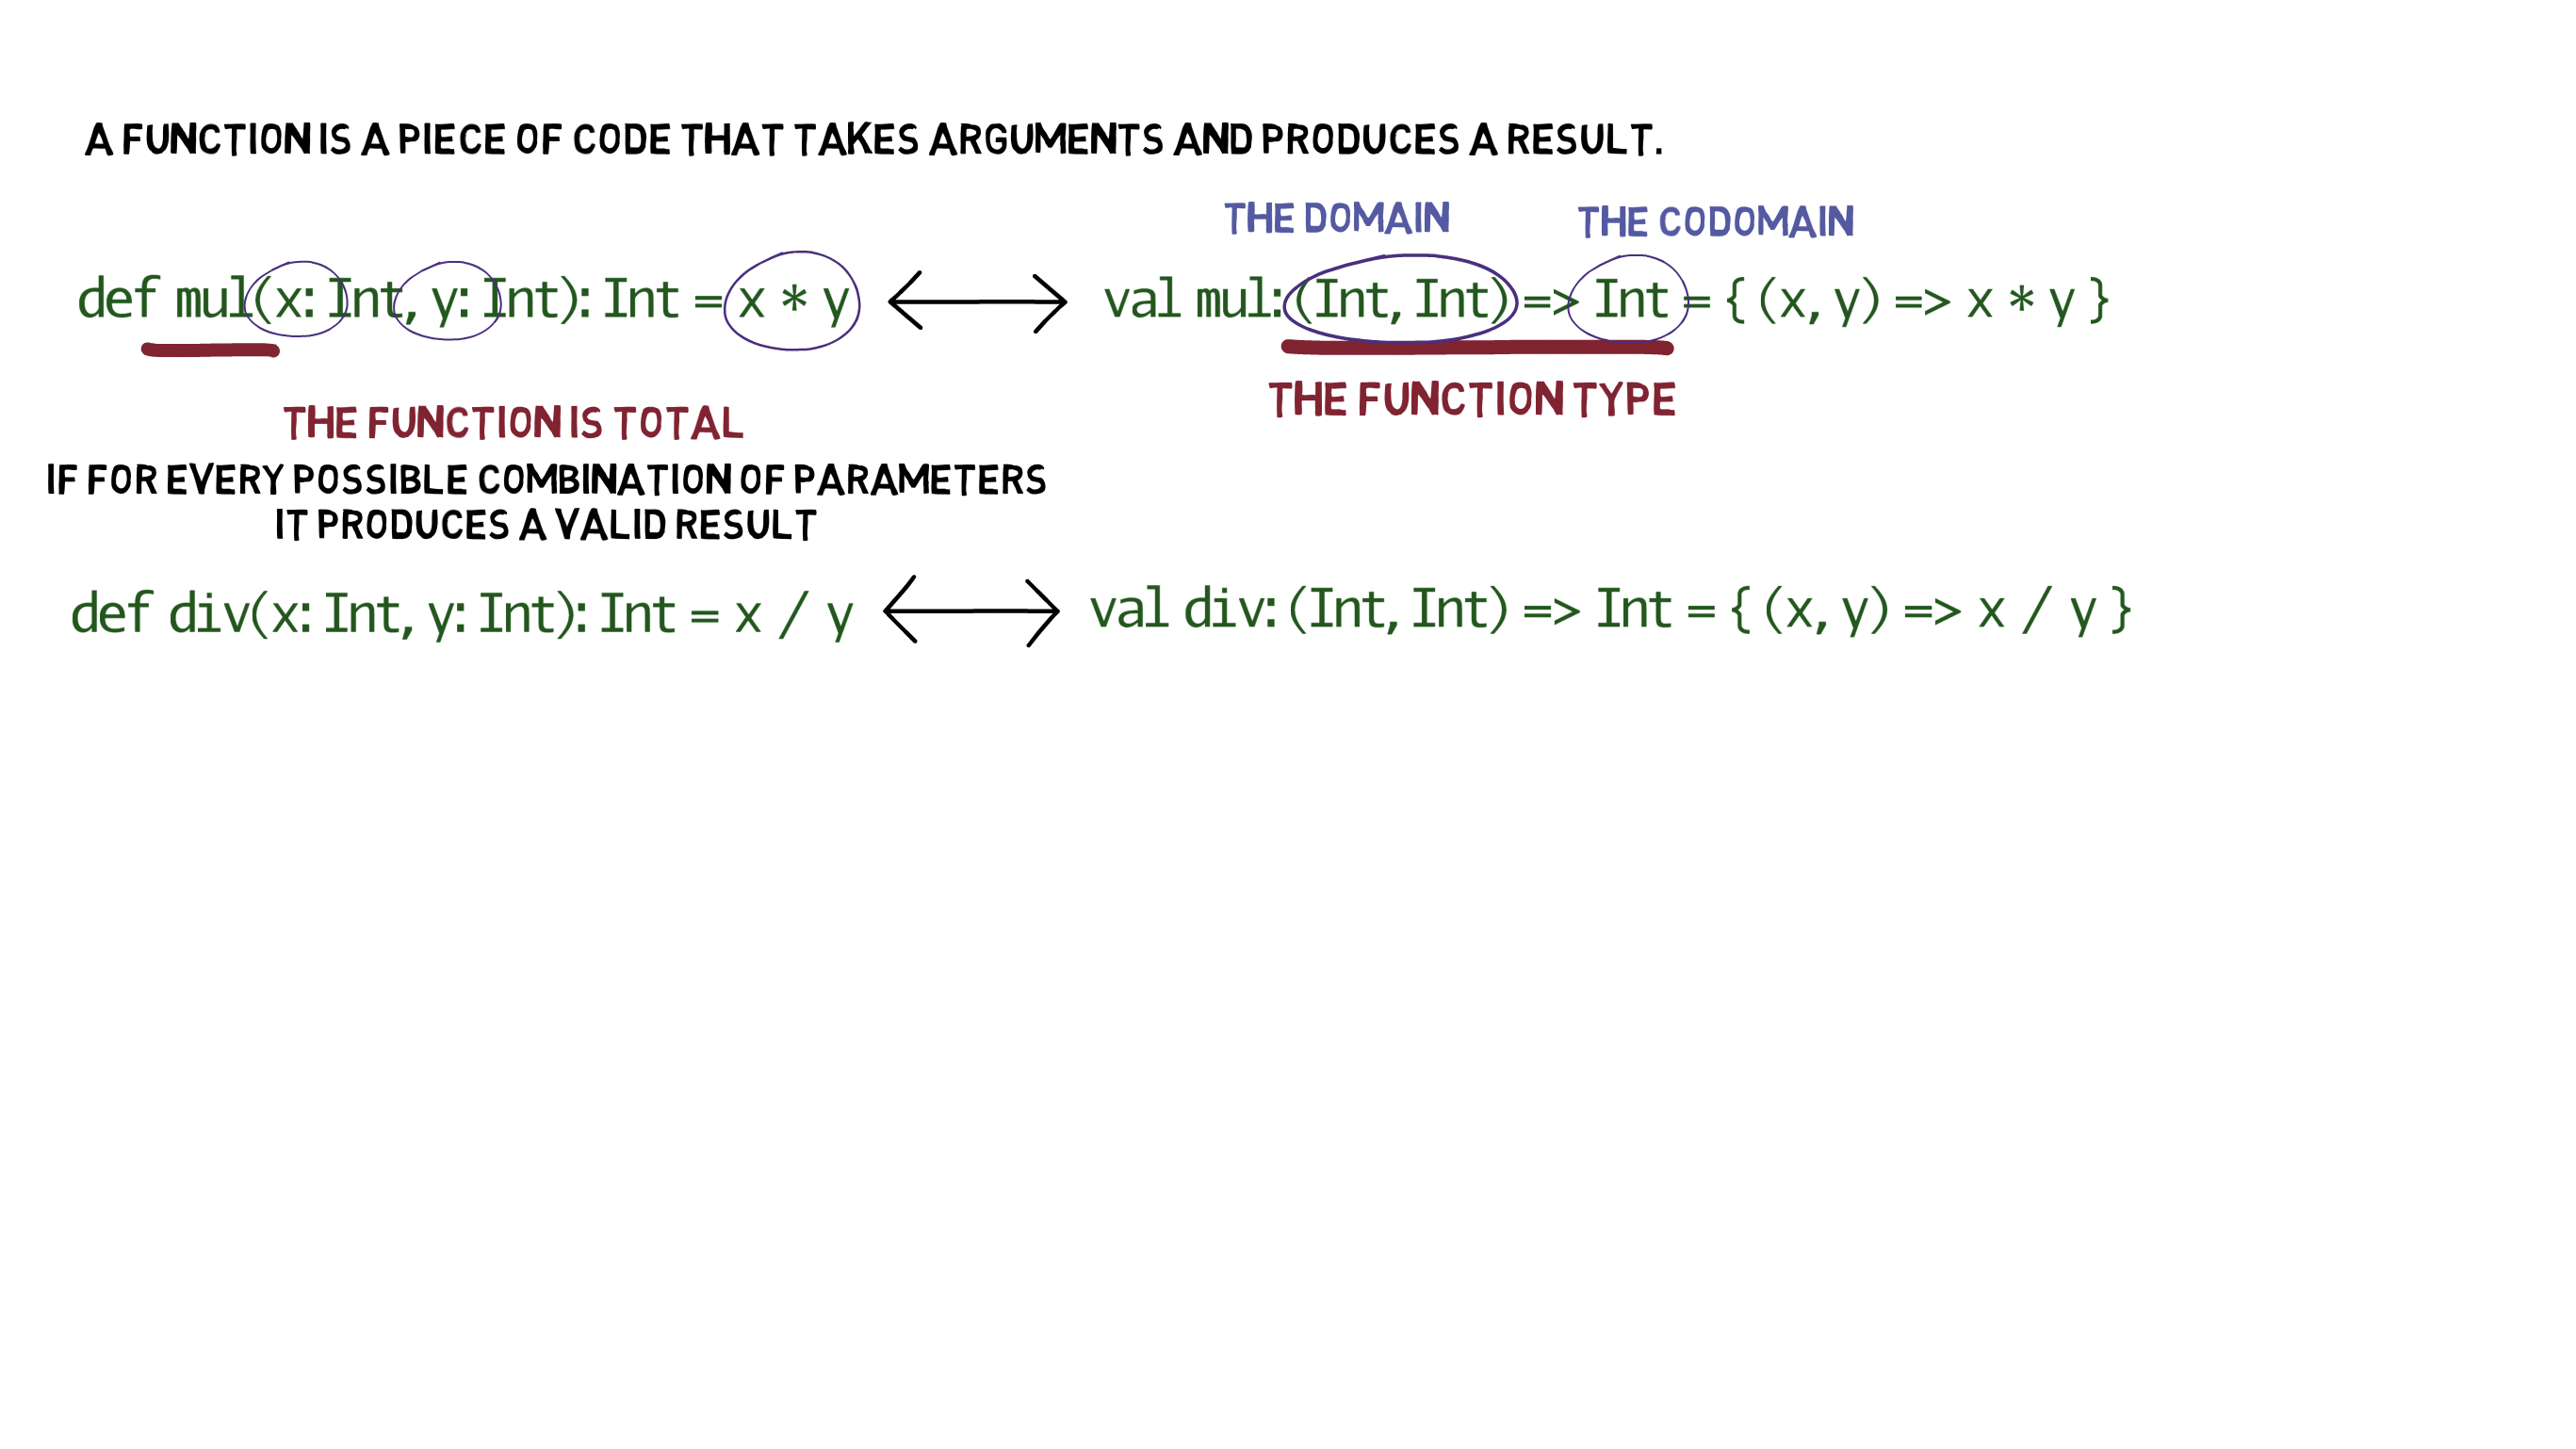 A FUNCTION IS A PIECE OF CODE THAT TAKES ARGUMENTS AND PRODUCES A RESULT.
THE DOMAIN
THE CODOMAIN
def mul(x: Int, y: Int): Int = x * y
val mul: (Int, Int) => Int = { (x, y) => x * y }
THE FUNCTION TYPE
THE FUNCTION IS TOTAL
IF FOR EVERY POSSIBLE COMBINATION OF PARAMETERS
IT PRODUCES A VALID RESULT
def div(x: Int, y: Int): Int = x / y
val div: (Int, Int) => Int = { (x, y) => x / y }